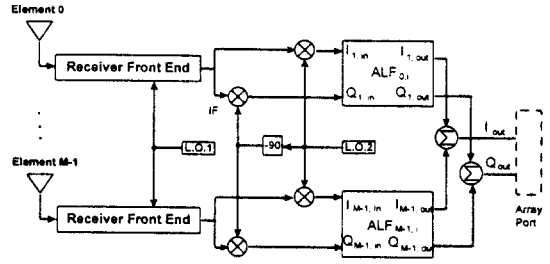 Element 0
Receiver Front End
I1, in
I1, out
ALF0,i
Q1, in
Q1, out
IF
L.O.1
-90
L.O.2
Σ
Iout
Σ
Qout
Array
Port
Element M-1
Receiver Front End
IM-1, in
IM-1, out
ALFM-1, i
QM-1, in
QM-1, out